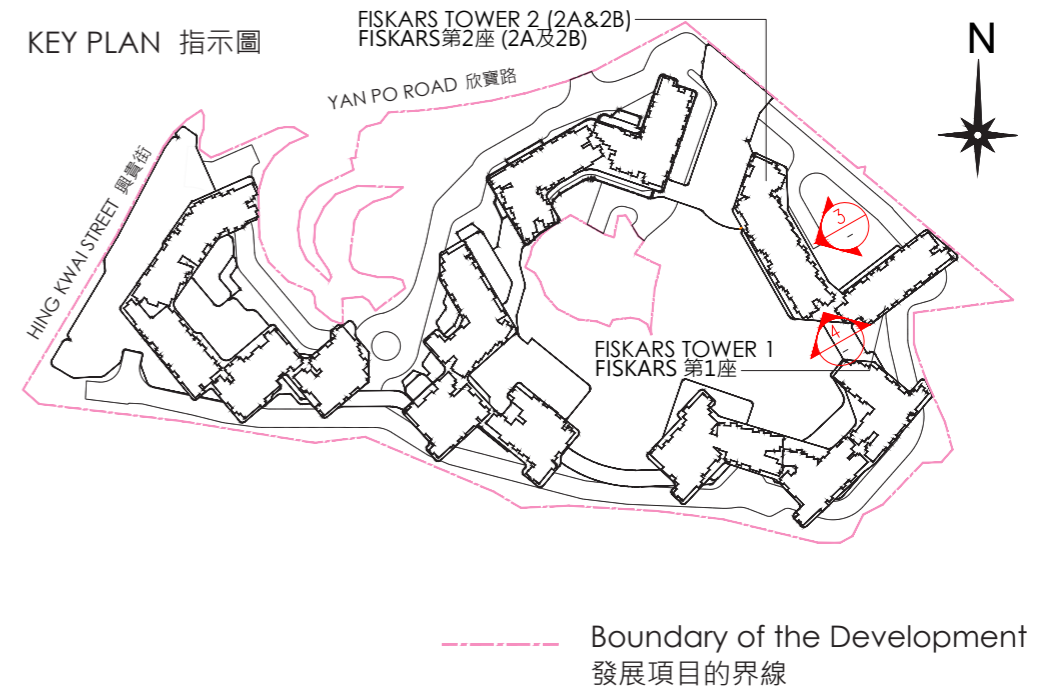 KEY PLAN 指示圖
FISKARS TOWER 2 (2A&2B)
FISKARS第2座 (2A及2B)
N
YAN PO ROAD 欣寶路
HING KWAI STREET 興貴街
3
-
4
-
FISKARS TOWER 1
FISKARS 第1座
Boundary of the Development
發展項目的界線